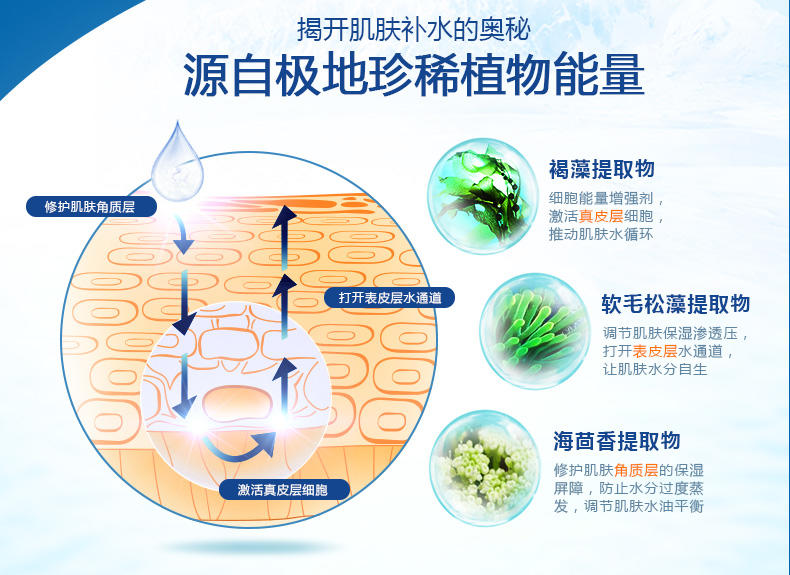 揭开肌肤补水的奥秘
源自极地珍稀植物能量
修护肌肤角质层
打开表皮层水通道
激活真皮层细胞
褐藻提取物
细胞能量增强剂，
激活真皮层细胞，
推动肌肤水循环
软毛松藻提取物
调节肌肤保湿渗透压，
打开表皮层水通道，
让肌肤水分自生
海茴香提取物
修护肌肤角质层的保湿
屏障，防止水分过度蒸
发，调节肌肤水油平衡